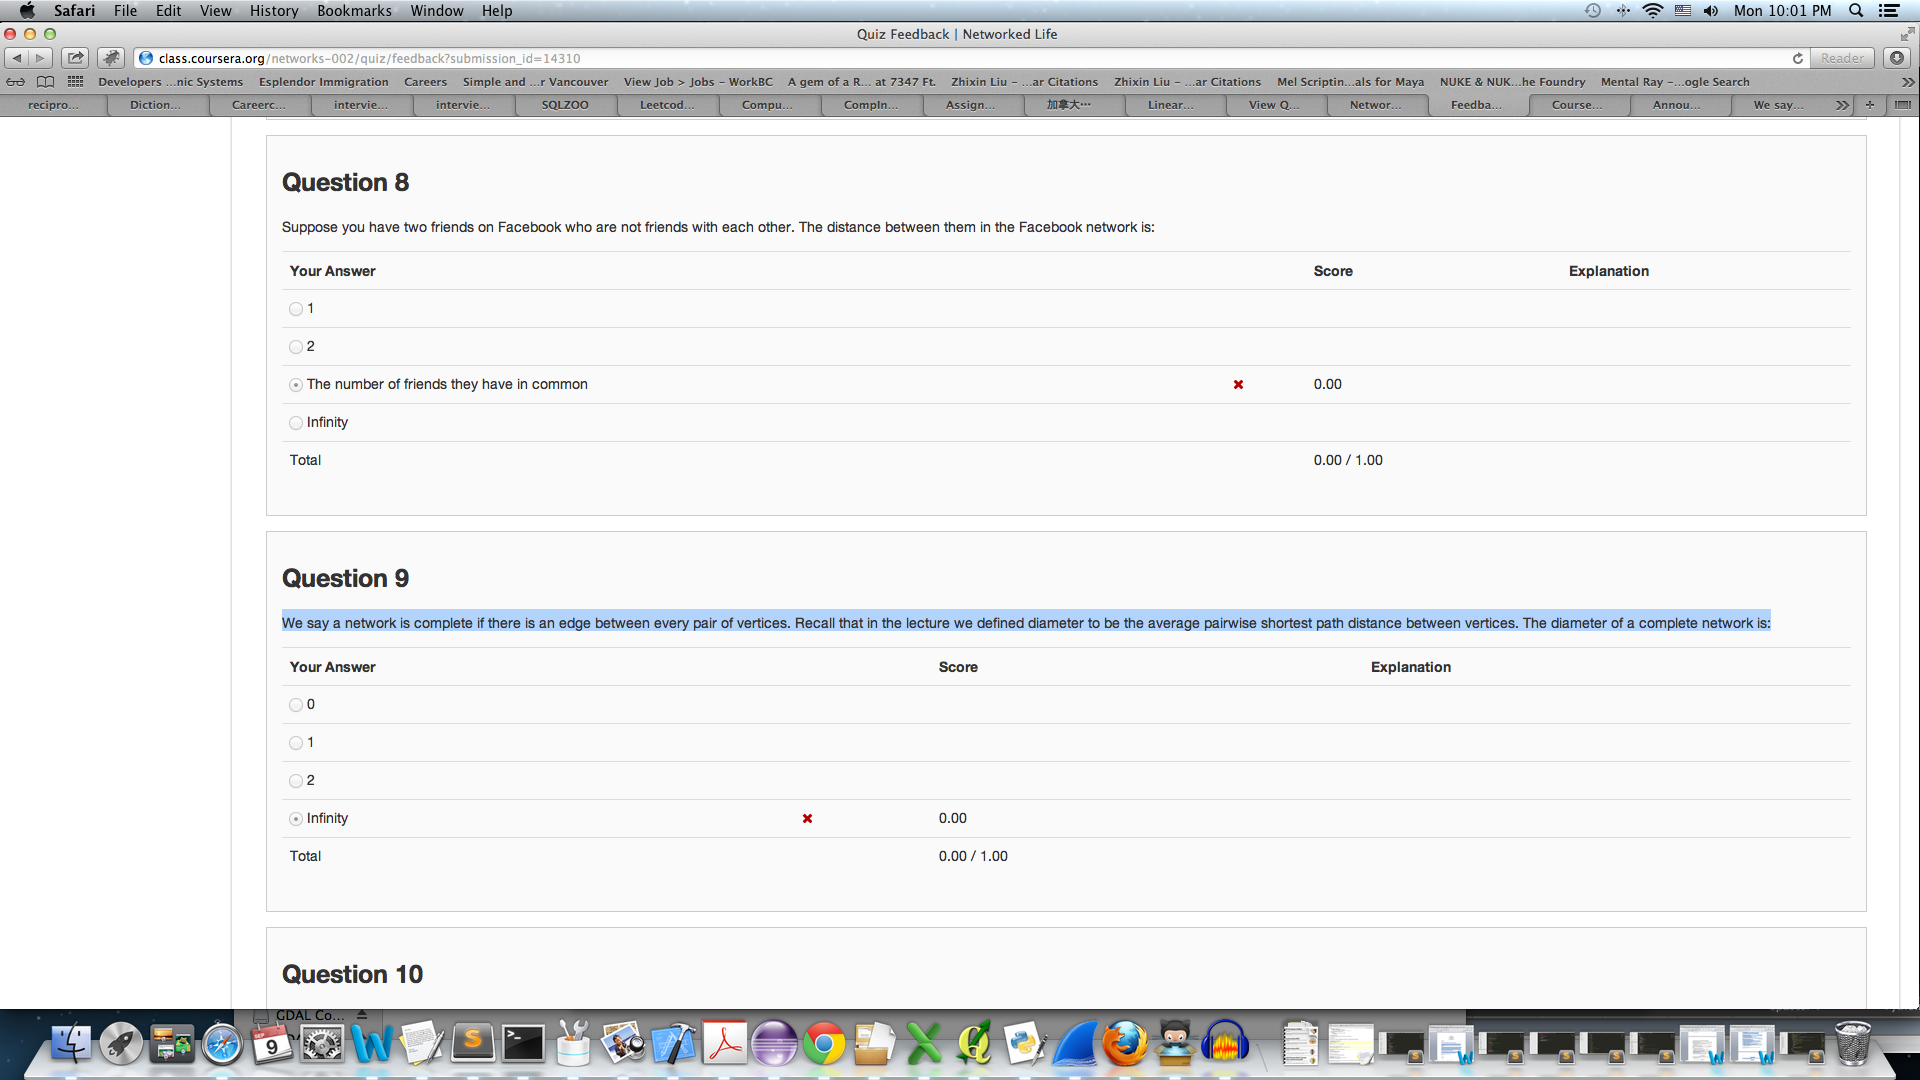 Safari File Edit View History Bookmarks Window Help Mon 10:01 PM
Quiz Feedback | Networked Life
class.coursera.org/networks-002/quiz/feedback?submission_id=14310 Reader
Developers ...nic Systems Esplendor Immigration Careers Simple and ...r Vancouver View Job > Jobs - WorkBC A gem of a R... at 7347 Ft. Zhixin Liu - ...ar Citations Zhixin Liu - ...ar Citations Mel Scriptin...als for Maya NUKE & NUK...he Foundry Mental Ray -...ogle Search
recipro... Diction... Careerc... intervie... intervie... SQLZOO Leetcod... Compu... CompIn... Assign... 加拿大… Linear... View Q... Networ... Feedba... Course... Annou... We say...
Question 8
Suppose you have two friends on Facebook who are not friends with each other. The distance between them in the Facebook network is:
Your Answer Score Explanation
1
2
The number of friends they have in common 0.00
Infinity
Total 0.00 / 1.00
Question 9
We say a network is complete if there is an edge between every pair of vertices. Recall that in the lecture we defined diameter to be the average pairwise shortest path distance between vertices. The diameter of a complete network is:
Your Answer Score Explanation
0
1
2
Infinity 0.00
Total 0.00 / 1.00
Question 10
GDAL Co...
SEP
9